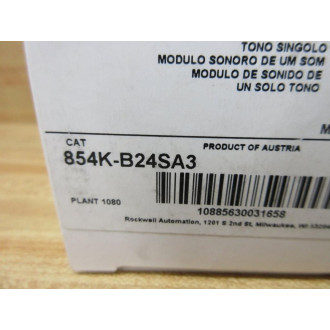 TONO SINGOLO
MODULO SONORO DE UM SOM
MODULO DE SONIDO DE
UN SOLO TONO
M
CAT
PRODUCT OF AUSTRIA
854K-B24SA3
PLANT 1080
10885630031658
Rockwell Automation, 1201 S 2nd St, Milwaukee, WI